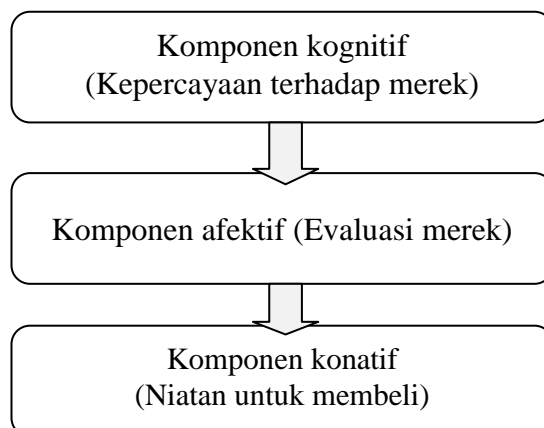 Komponen kognitif
(Kepercayaan terhadap merek)
Komponen afektif (Evaluasi merek)
Komponen konatif
(Niatan untuk membeli)